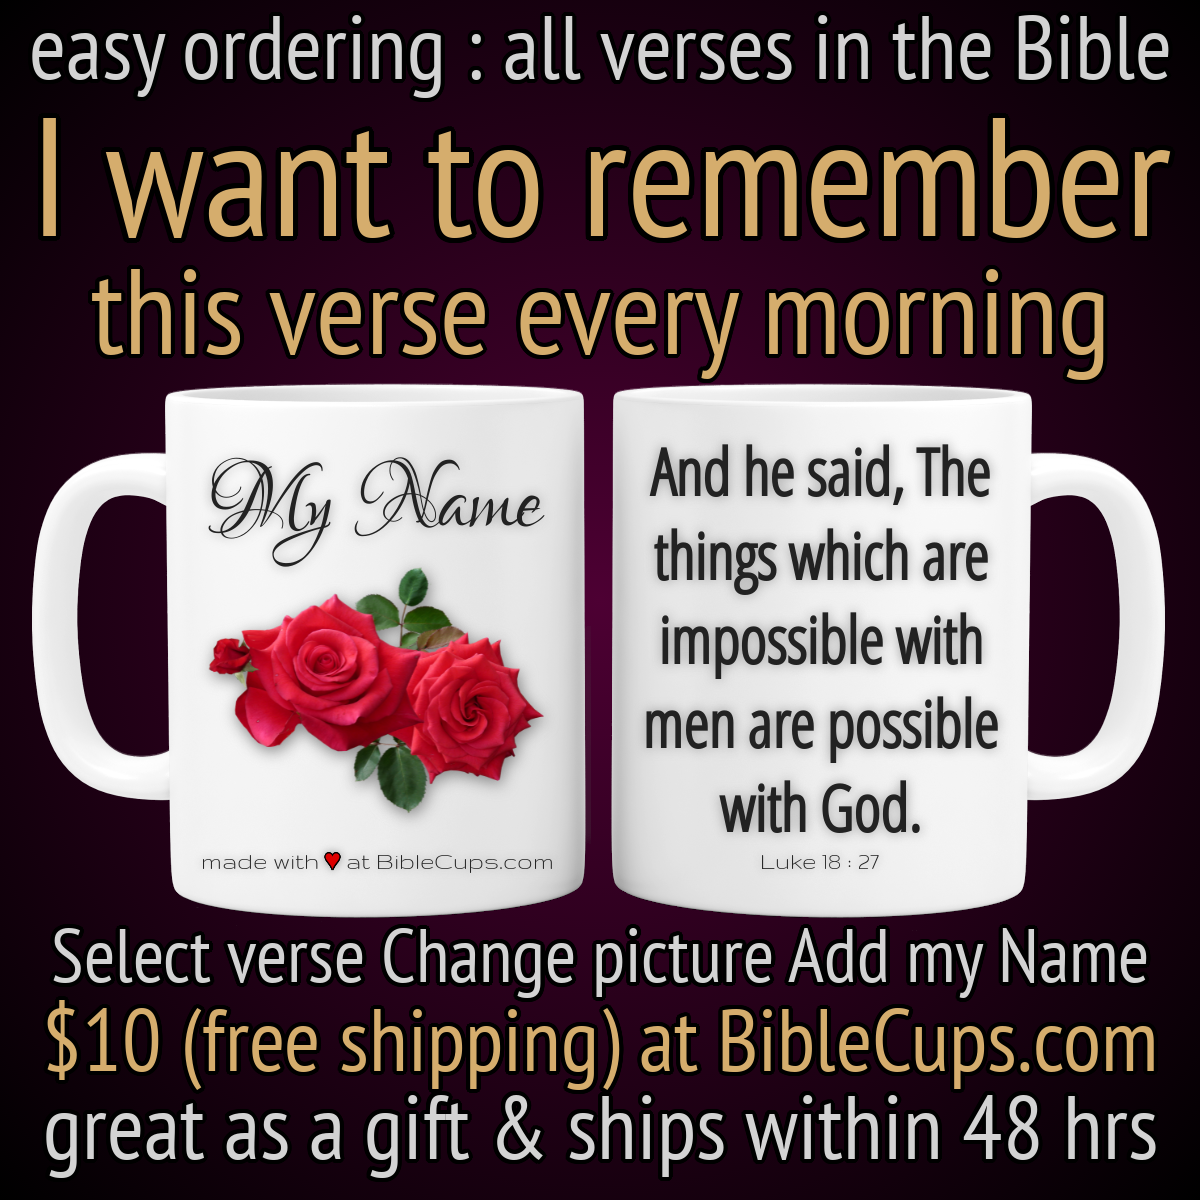 easy ordering : all verses in the Bible
I want to remember
this verse every morning
My Name
made with ♥ at BibleCups.com
And he said, The
things which are
impossible with
men are possible
with God.
Luke 18 : 27
Select verse Change picture Add my Name
$10 (free shipping) at BibleCups.com
great as a gift & ships within 48 hrs